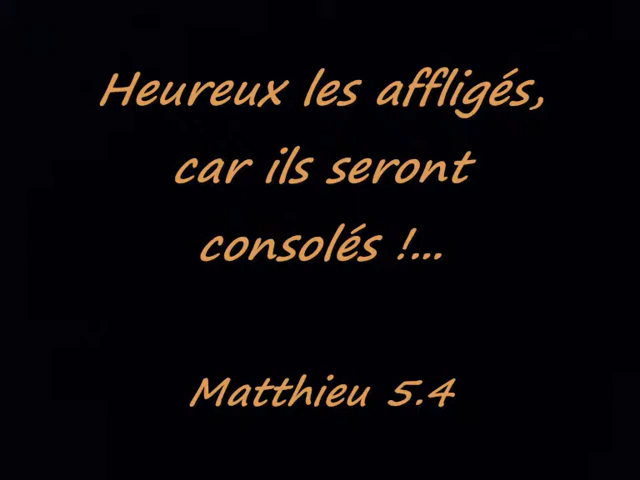 Heureux les affligés,
car ils seront
consolés !...
Matthieu 5.4